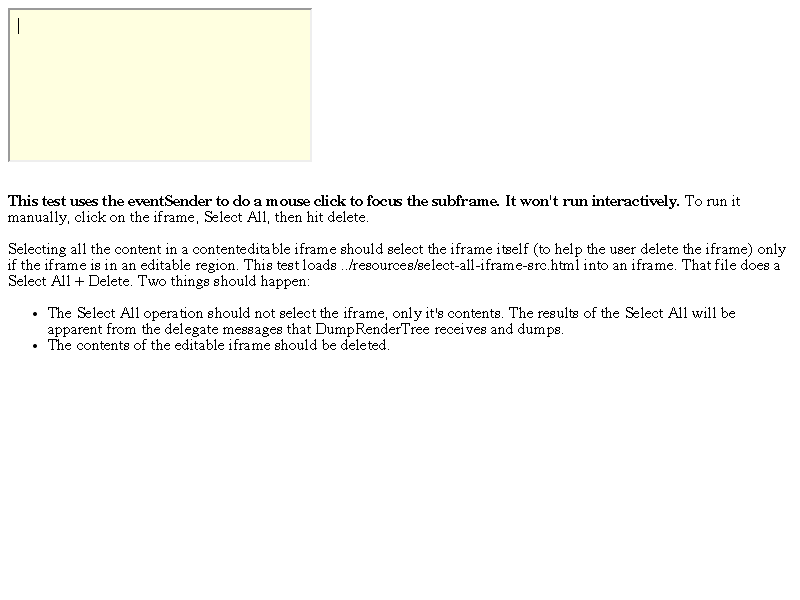 This test uses the eventSender to do a mouse click to focus the subframe. It won't run interactively. To run it
manually, click on the iframe, Select All, then hit delete.
Selecting all the content in a contenteditable iframe should select the iframe itself (to help the user delete the iframe) only
if the iframe is in an editable region. This test loads ../resources/select-all-iframe-src.html into an iframe. That file does a
Select All + Delete. Two things should happen:
• The Select All operation should not select the iframe, only it's contents. The results of the Select All will be
apparent from the delegate messages that DumpRenderTree receives and dumps.
• The contents of the editable iframe should be deleted.